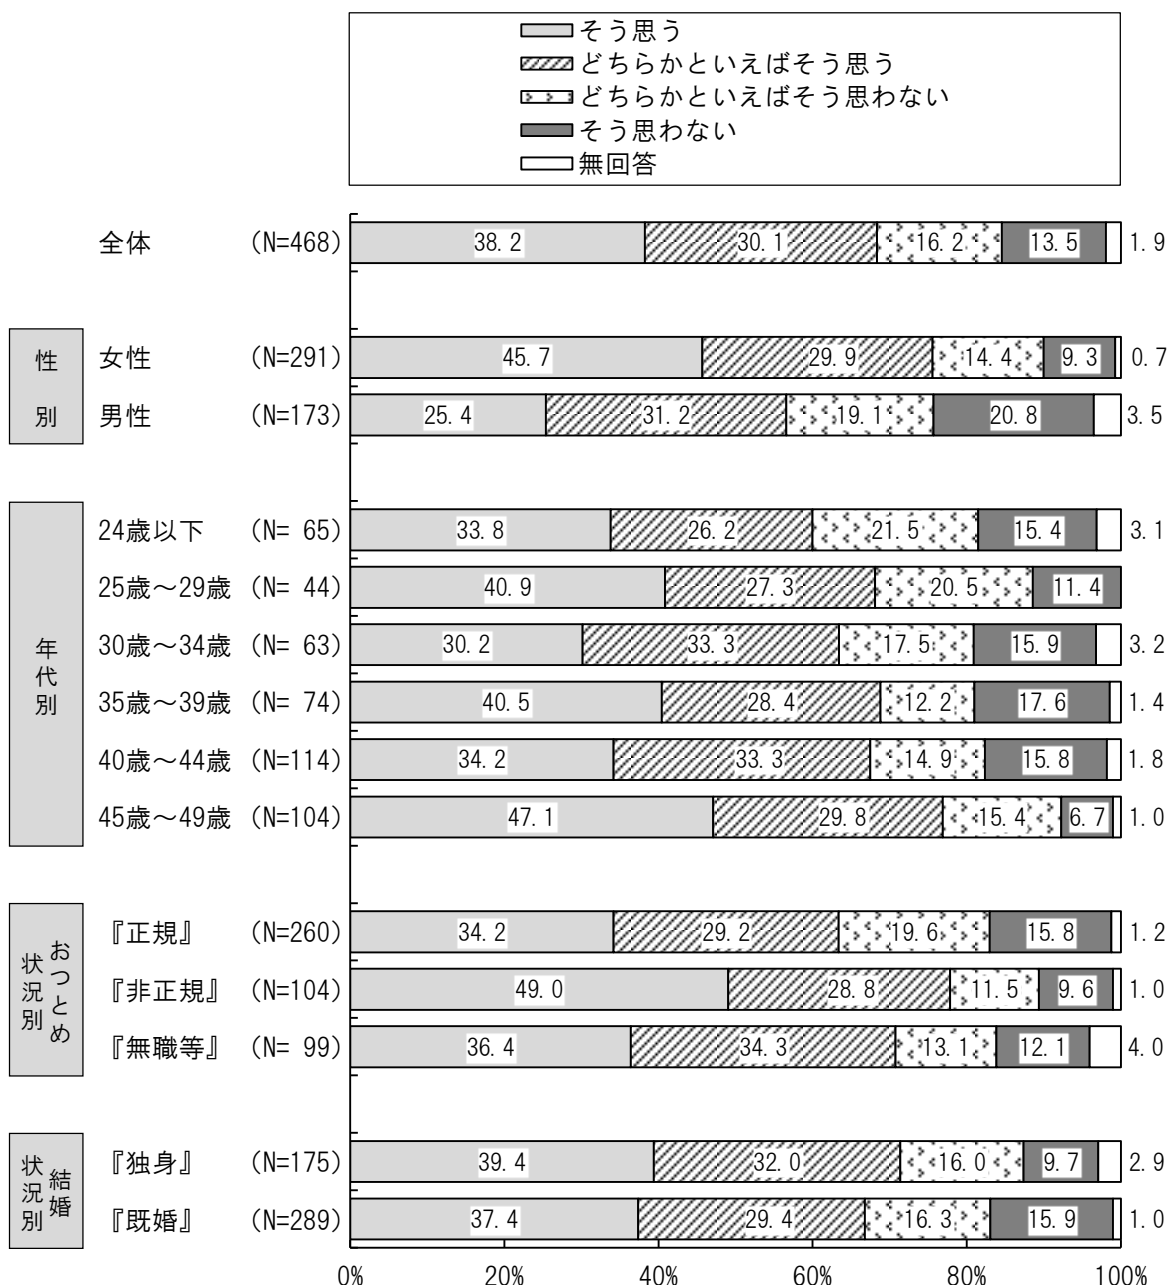 そう思う
どちらかといえばそう思う
どちらかといえばそう思わない
そう思わない
無回答
全体 (N=468) 38.2 30.1 16.2 13.5 1.9
性別
女性 (N=291) 45.7 29.9 14.4 9.3 0.7
男性 (N=173) 25.4 31.2 19.1 20.8 3.5
年代別
24歳以下 (N= 65) 33.8 26.2 21.5 15.4 3.1
25歳～29歳 (N= 44) 40.9 27.3 20.5 11.4
30歳～34歳 (N= 63) 30.2 33.3 17.5 15.9 3.2
35歳～39歳 (N= 74) 40.5 28.4 12.2 17.6 1.4
40歳～44歳 (N=114) 34.2 33.3 14.9 15.8 1.8
45歳～49歳 (N=104) 47.1 29.8 15.4 6.7 1.0
おつとめ
状況別
『正規』 (N=260) 34.2 29.2 19.6 15.8 1.2
『非正規』 (N=104) 49.0 28.8 11.5 9.6 1.0
『無職等』 (N= 99) 36.4 34.3 13.1 12.1 4.0
結婚
状況別
『独身』 (N=175) 39.4 32.0 16.0 9.7 2.9
『既婚』 (N=289) 37.4 29.4 16.3 15.9 1.0
0% 20% 40% 60% 80% 100%